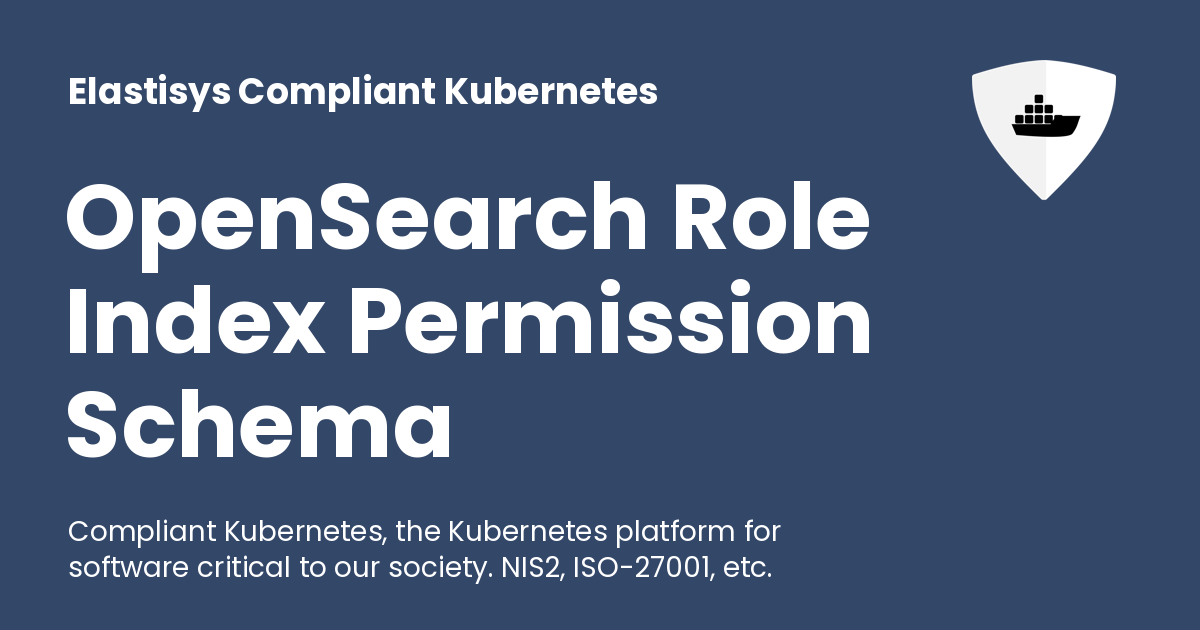 Elastisys Compliant Kubernetes
OpenSearch Role
Index Permission
Schema
Compliant Kubernetes, the Kubernetes platform for
software critical to our society. NIS2, ISO-27001, etc.